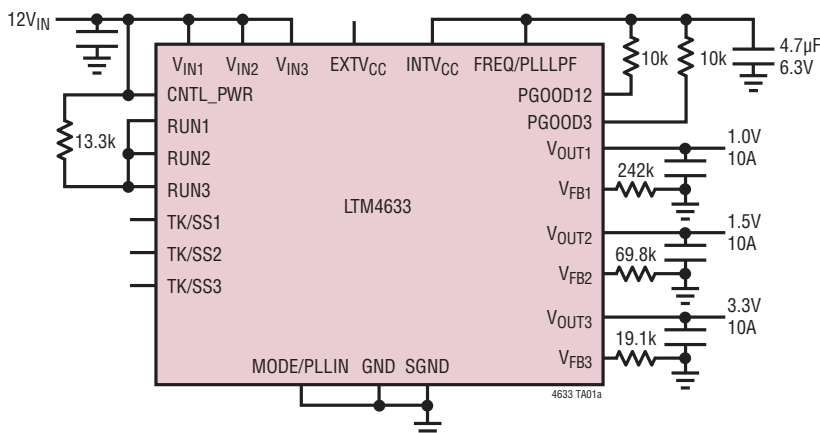 12VIN
VIN1 VIN2 VIN3 EXTVCC INTVCC FREQ/PLLLPF
10k 10k
4.7µF
6.3V
CNTL_PWR
PGOOD12
PGOOD3
13.3k
RUN1
RUN2
RUN3
TK/SS1
TK/SS2
TK/SS3
LTM4633
VOUT1
1.0V
10A
242k
VFB1
VOUT2
1.5V
10A
69.8k
VFB2
VOUT3
3.3V
10A
19.1k
VFB3
MODE/PLLIN GND SGND
4633 TA01a